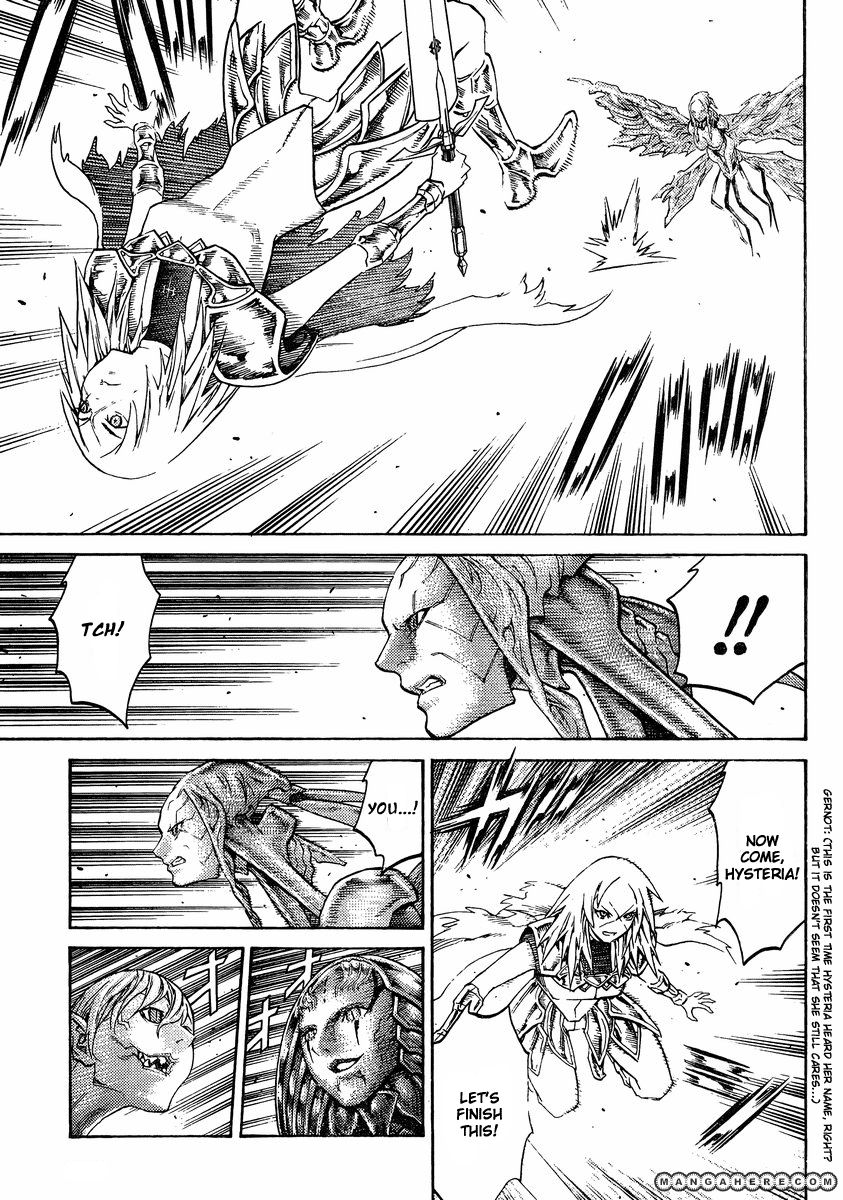 !!
TCH!
NOW
COME,
HYSTERIA!
LET'S
FINISH
THIS!
YOU...!
GERNOT: (THIS IS THE FIRST TIME HYSTERIA HEARD HER NAME, RIGHT?
BUT IT DOESN'T SEEM THAT SHE STILL CARES...)
MANGAHERE.COM